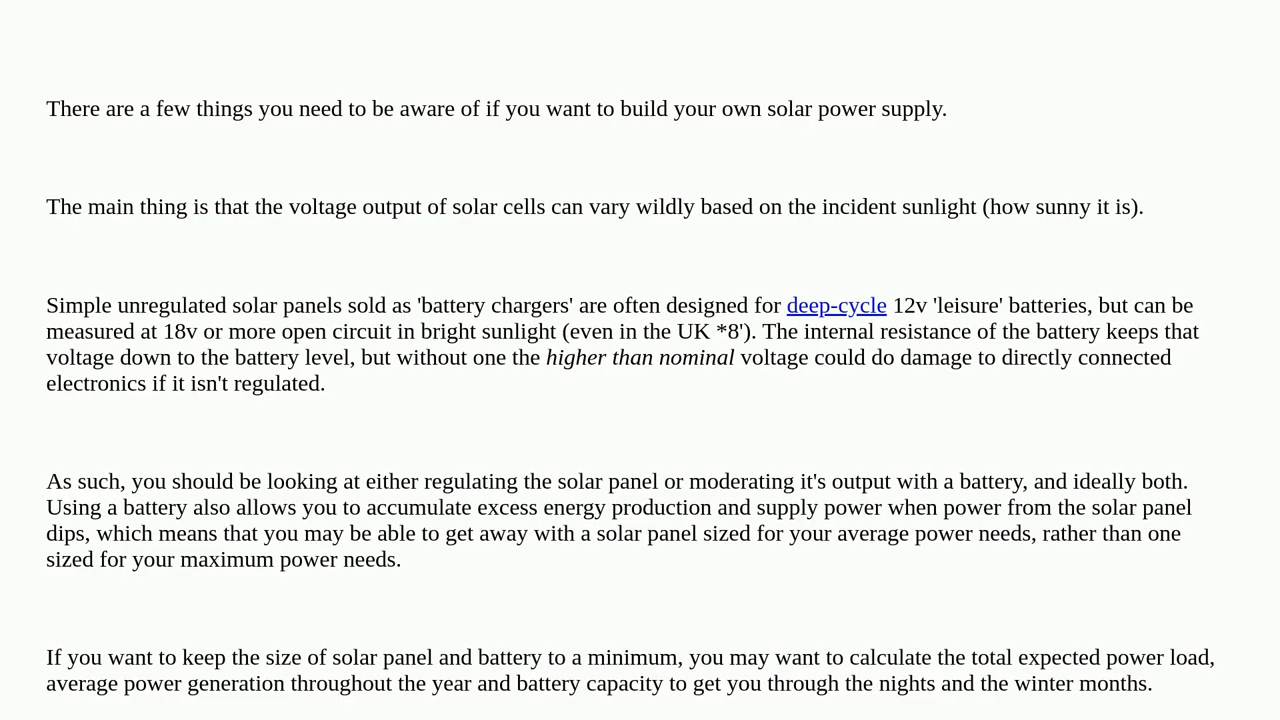 There are a few things you need to be aware of if you want to build your own solar power supply.
The main thing is that the voltage output of solar cells can vary wildly based on the incident sunlight (how sunny it is).
Simple unregulated solar panels sold as 'battery chargers' are often designed for deep-cycle 12v 'leisure' batteries, but can be
measured at 18v or more open circuit in bright sunlight (even in the UK *8'). The internal resistance of the battery keeps that
voltage down to the battery level, but without one the higher than nominal voltage could do damage to directly connected
electronics if it isn't regulated.
As such, you should be looking at either regulating the solar panel or moderating it's output with a battery, and ideally both.
Using a battery also allows you to accumulate excess energy production and supply power when power from the solar panel
dips, which means that you may be able to get away with a solar panel sized for your average power needs, rather than one
sized for your maximum power needs.
If you want to keep the size of solar panel and battery to a minimum, you may want to calculate the total expected power load,
average power generation throughout the year and battery capacity to get you through the nights and the winter months.